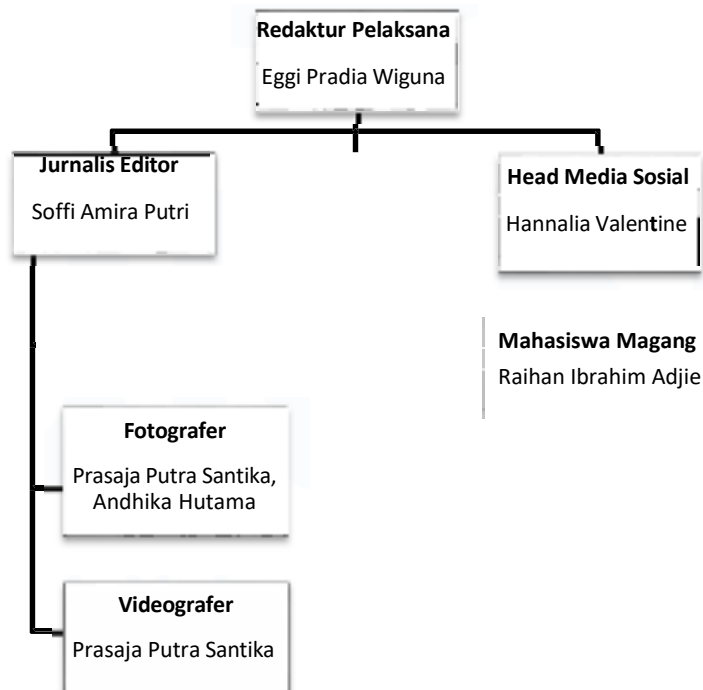 Redaktur Pelaksana
Eggi Pradia Wiguna
Jurnalis Editor
Soffi Amira Putri
Head Media Sosial
Hannalia Valentine
Mahasiswa Magang
Raihan Ibrahim Adjie
Fotografer
Prasaja Putra Santika,
Andhika Hutama
Videografer
Prasaja Putra Santika